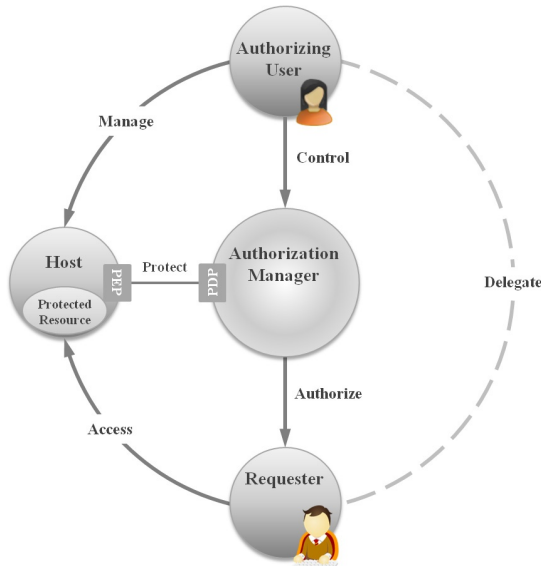 Authorizing
User
Manage
Control
Host
PEP
Protect
PDP
Authorization
Manager
Protected
Resource
Delegate
Authorize
Access
Requester